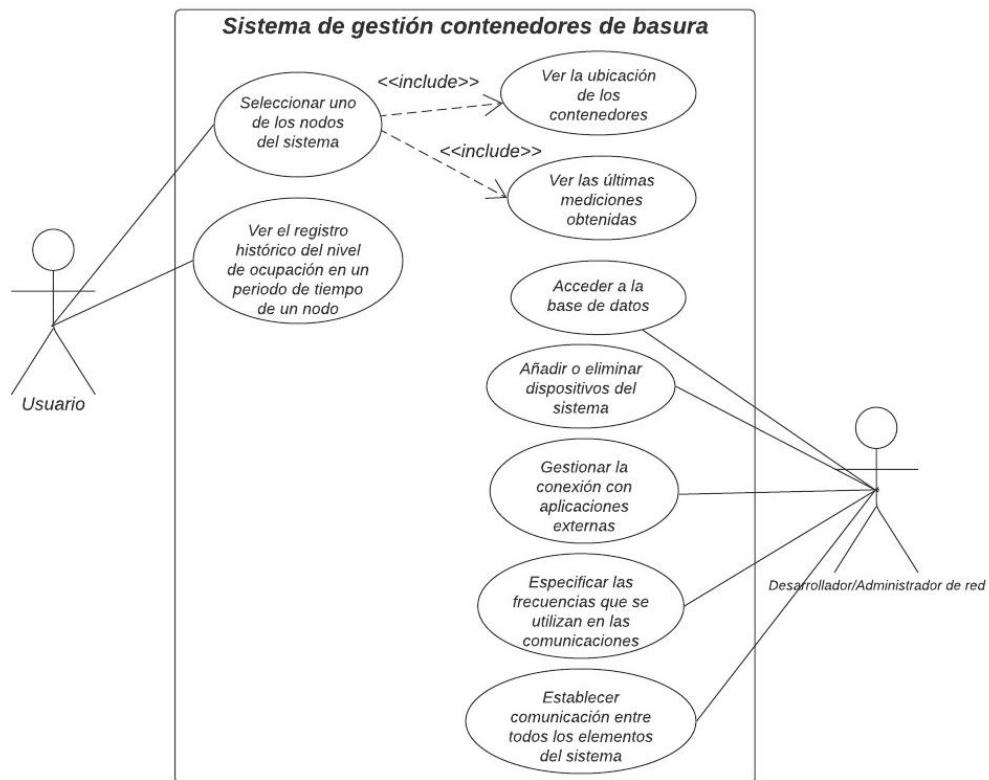 Sistema de gestión contenedores de basura
Seleccionar uno
de los nodos
del sistema
<<include>>
Ver la ubicación
de los
contenedores
<<include>>
Ver las últimas
mediciones
obtenidas
Ver el registro
histórico del nivel
de ocupación en un
periodo de tiempo
de un nodo
Usuario
Acceder a la
base de datos
Añadir o eliminar
dispositivos del
sistema
Gestionar la
conexión con
aplicaciones
externas
Especificar las
frecuencias que se
utilizan en las
comunicaciones
Establecer
comunicación entre
todos los elementos
del sistema
Desarrollador/Administrador de red